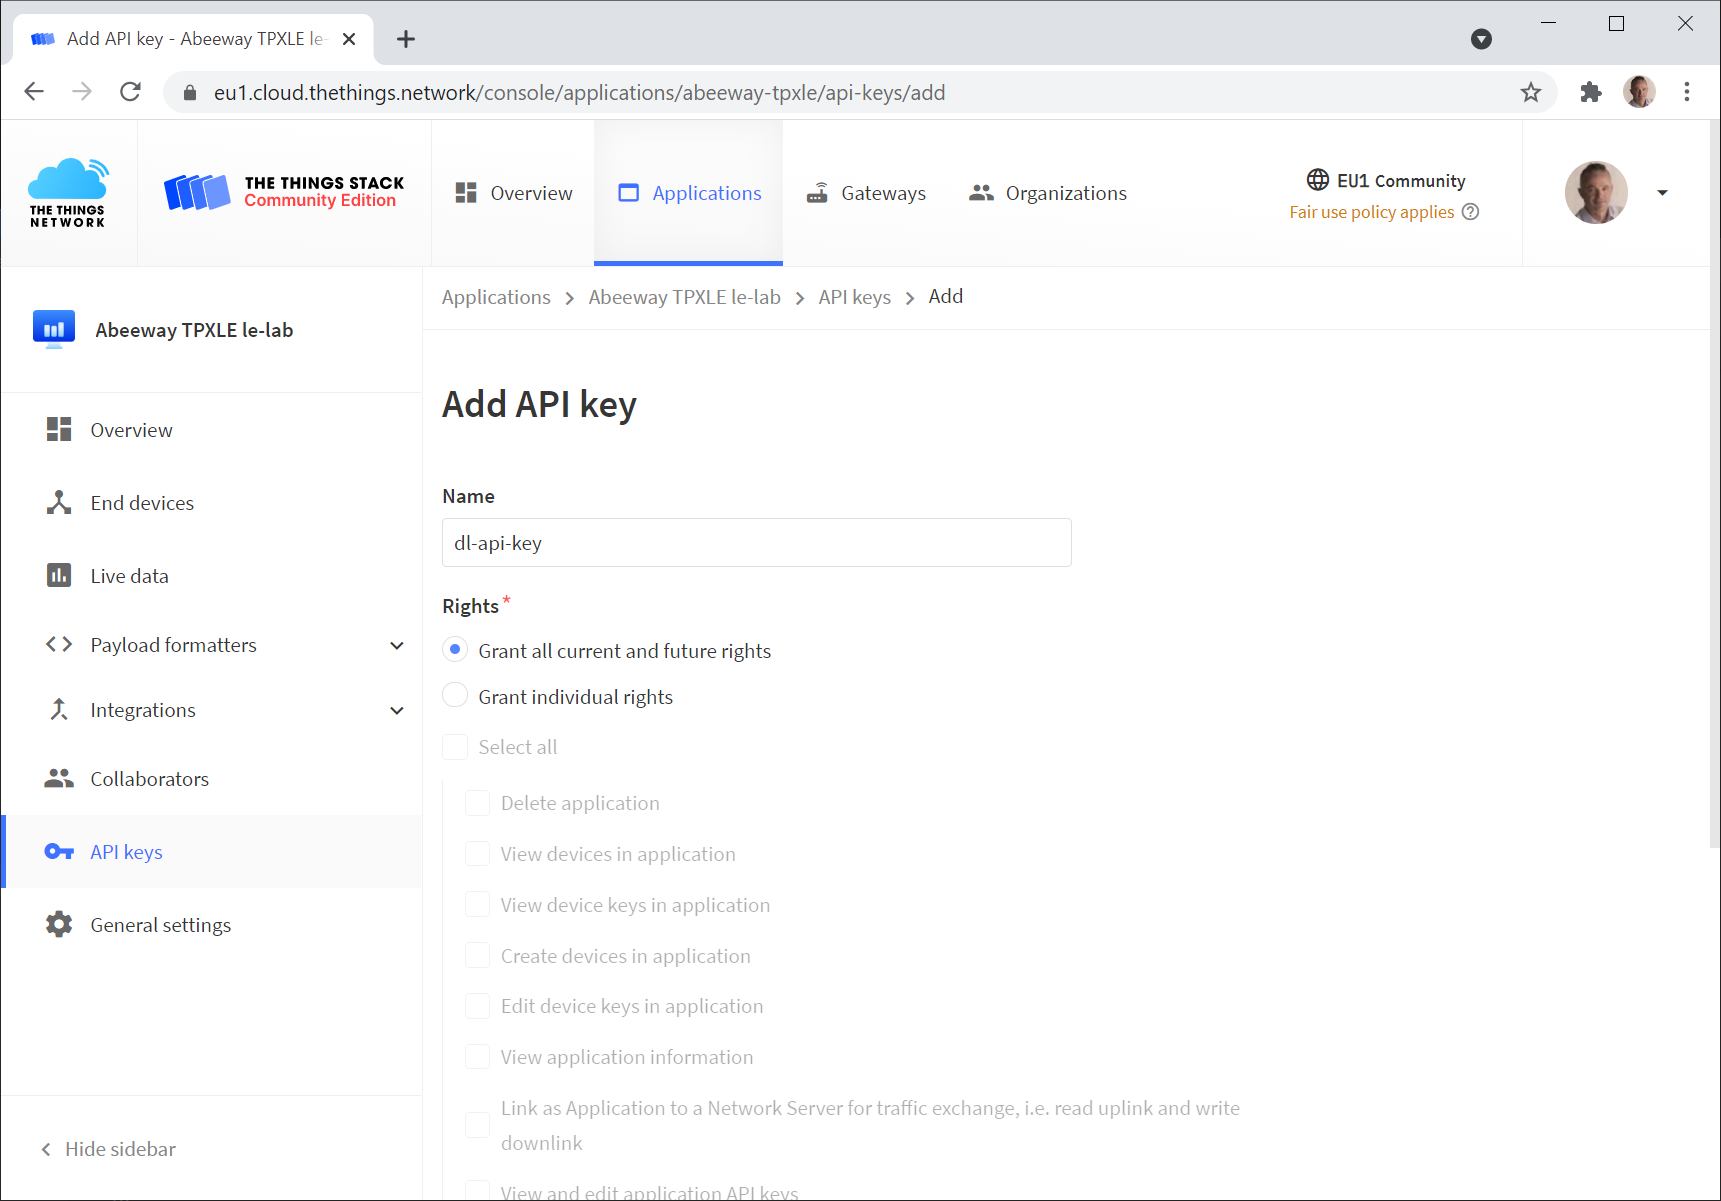 Add API key - Abeeway TPXLE le-
eu1.cloud.thethings.network/console/applications/abeeway-tpxle/api-keys/add
THE THINGS
NETWORK
THE THINGS STACK
Community Edition
Overview
Applications
Gateways
Organizations
EU1 Community
Fair use policy applies
Abeeway TPXLE le-lab
Overview
End devices
Live data
Payload formatters
Integrations
Collaborators
API keys
General settings
Hide sidebar
Applications > Abeeway TPXLE le-lab > API keys > Add
Add API key
Name
dl-api-key
Rights*
Grant all current and future rights
Grant individual rights
Select all
Delete application
View devices in application
View device keys in application
Create devices in application
Edit device keys in application
View application information
Link as Application to a Network Server for traffic exchange, i.e. read uplink and write
downlink
View and edit application API keys